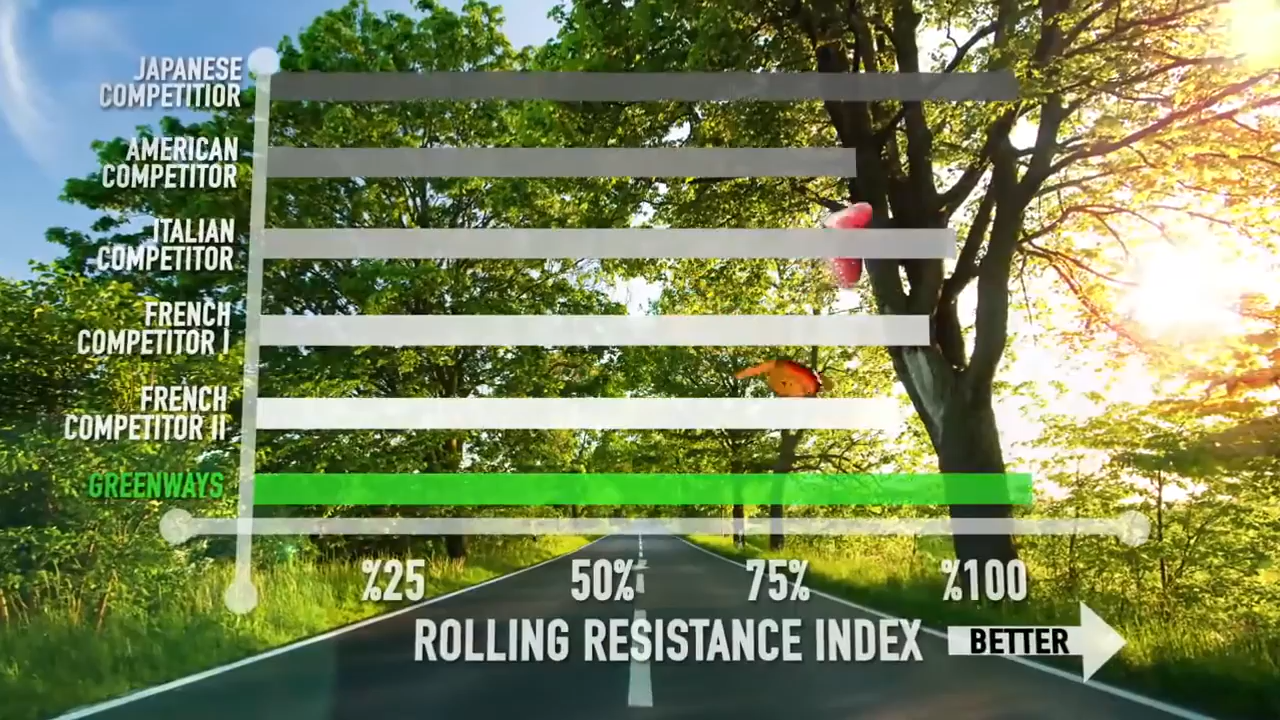 JAPANESE
COMPETITIOR
AMERICAN
COMPETITOR
ITALIAN
COMPETITOR
FRENCH
COMPETITOR I
FRENCH
COMPETITOR II
GREENWAYS
%25 50% 75% %100
ROLLING RESISTANCE INDEX BETTER